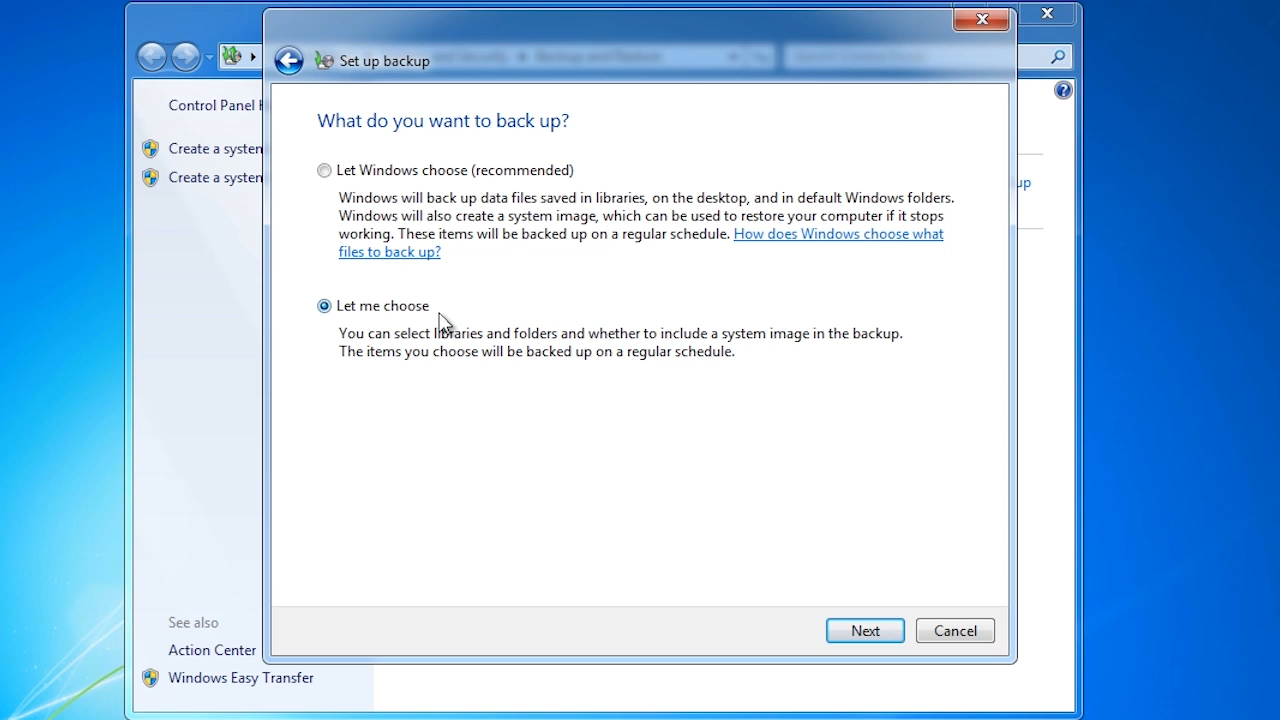 Set up backup
Control Panel H
Create a system
Create a system
up
What do you want to back up?
Let Windows choose (recommended)
Windows will back up data files saved in libraries, on the desktop, and in default Windows folders.
Windows will also create a system image, which can be used to restore your computer if it stops
working. These items will be backed up on a regular schedule. How does Windows choose what
files to back up?
Let me choose
You can select libraries and folders and whether to include a system image in the backup.
The items you choose will be backed up on a regular schedule.
See also
Action Center
Windows Easy Transfer
Next
Cancel